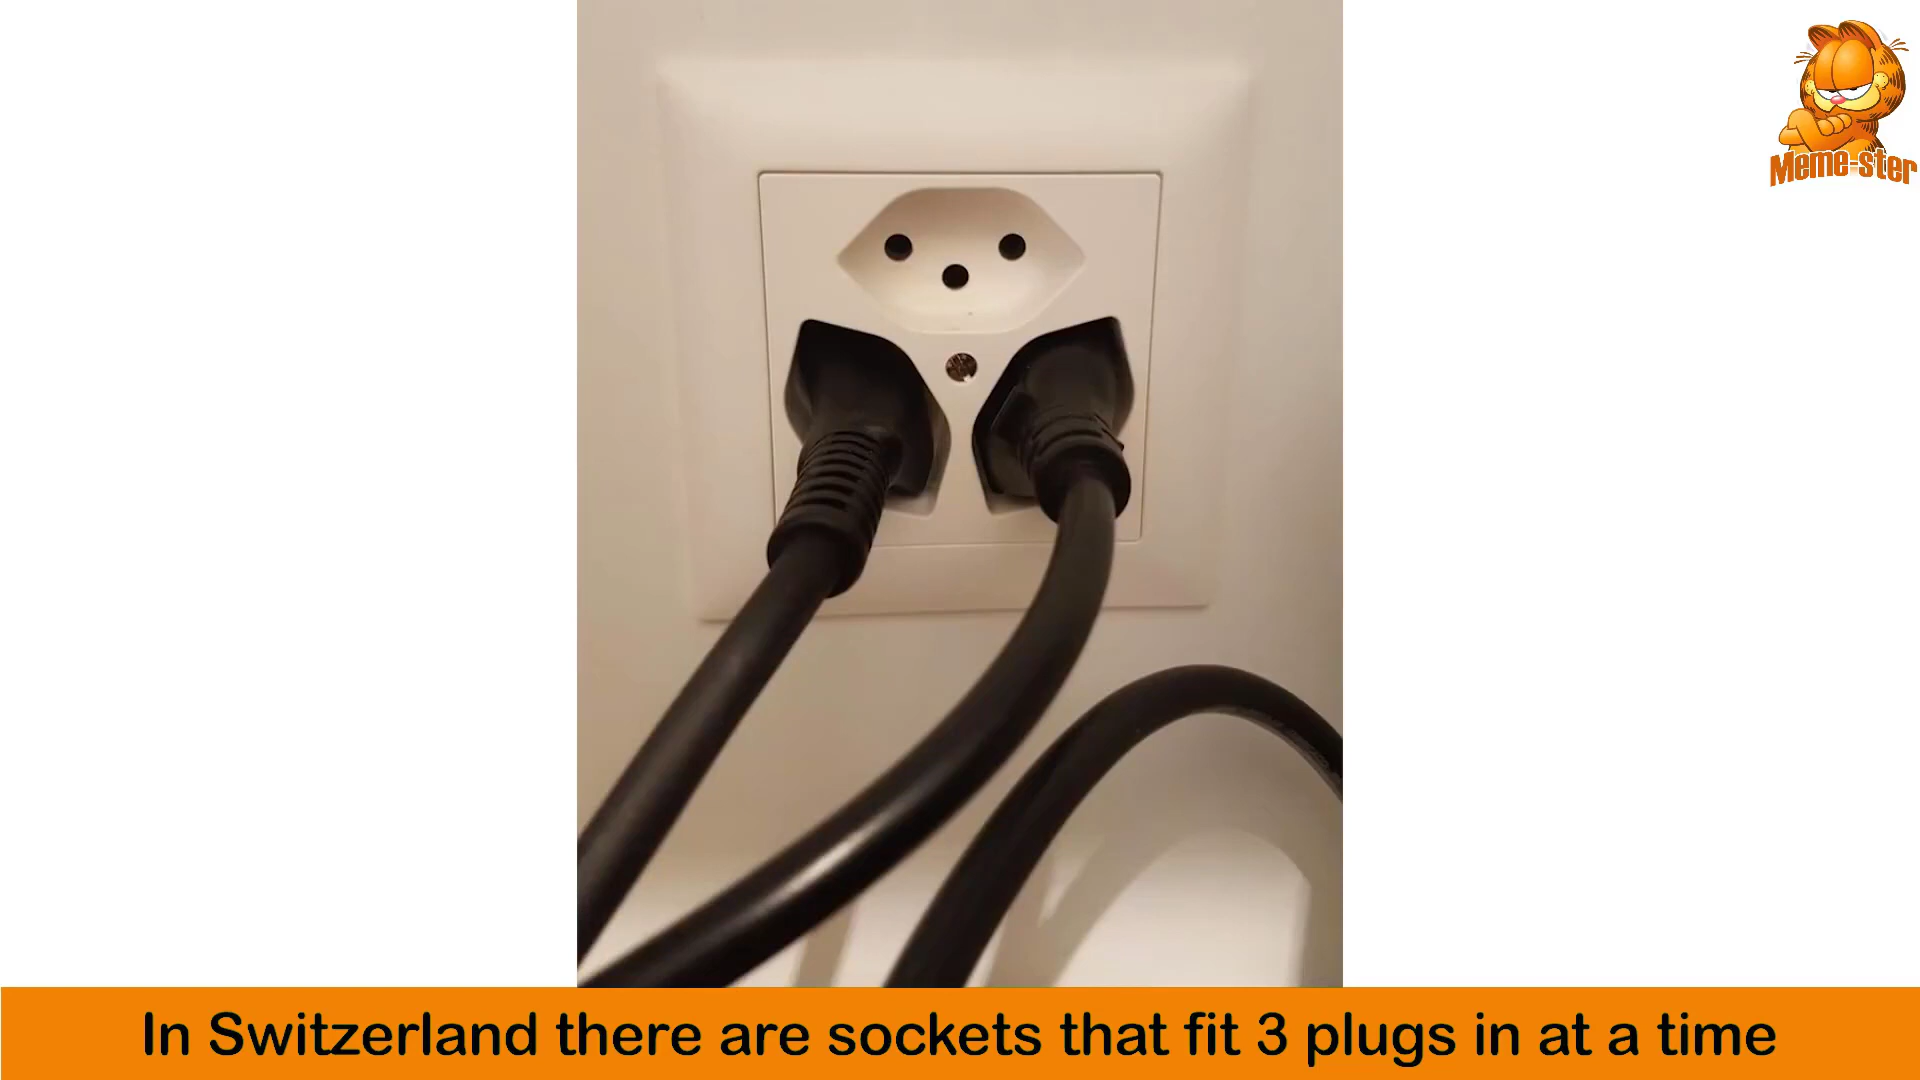 Meme-ster
In Switzerland there are sockets that fit 3 plugs in at a time